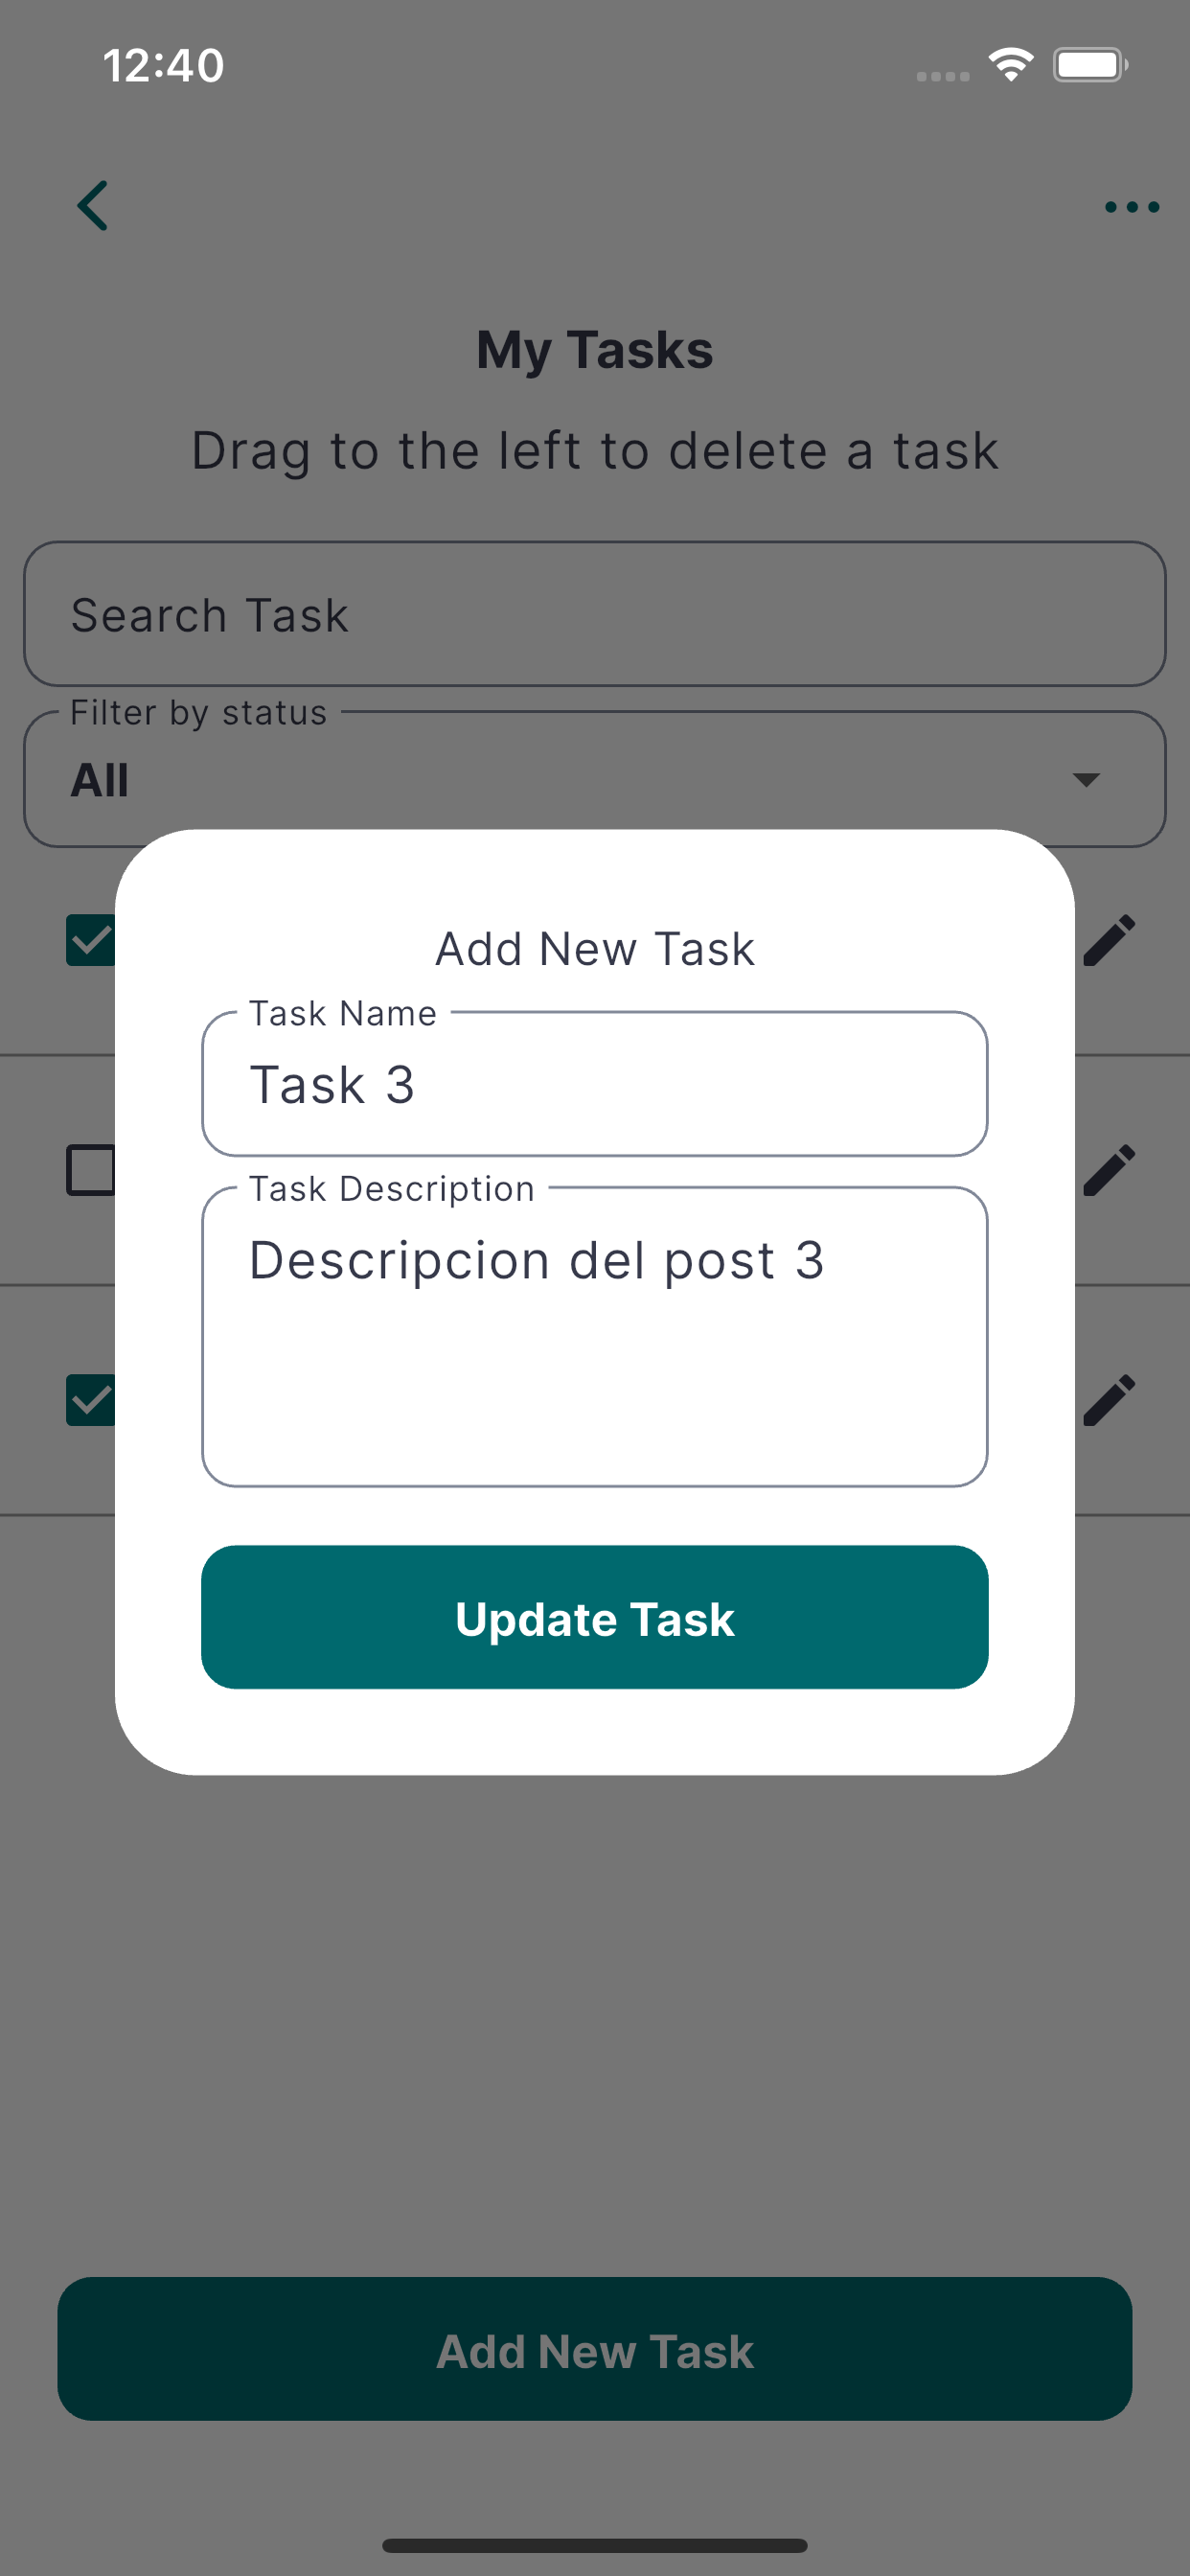 12:40
My Tasks
Drag to the left to delete a task
Search Task
Filter by status
All
Add New Task
Task Name
Task 3
Task Description
Descripcion del post 3
Update Task
Add New Task